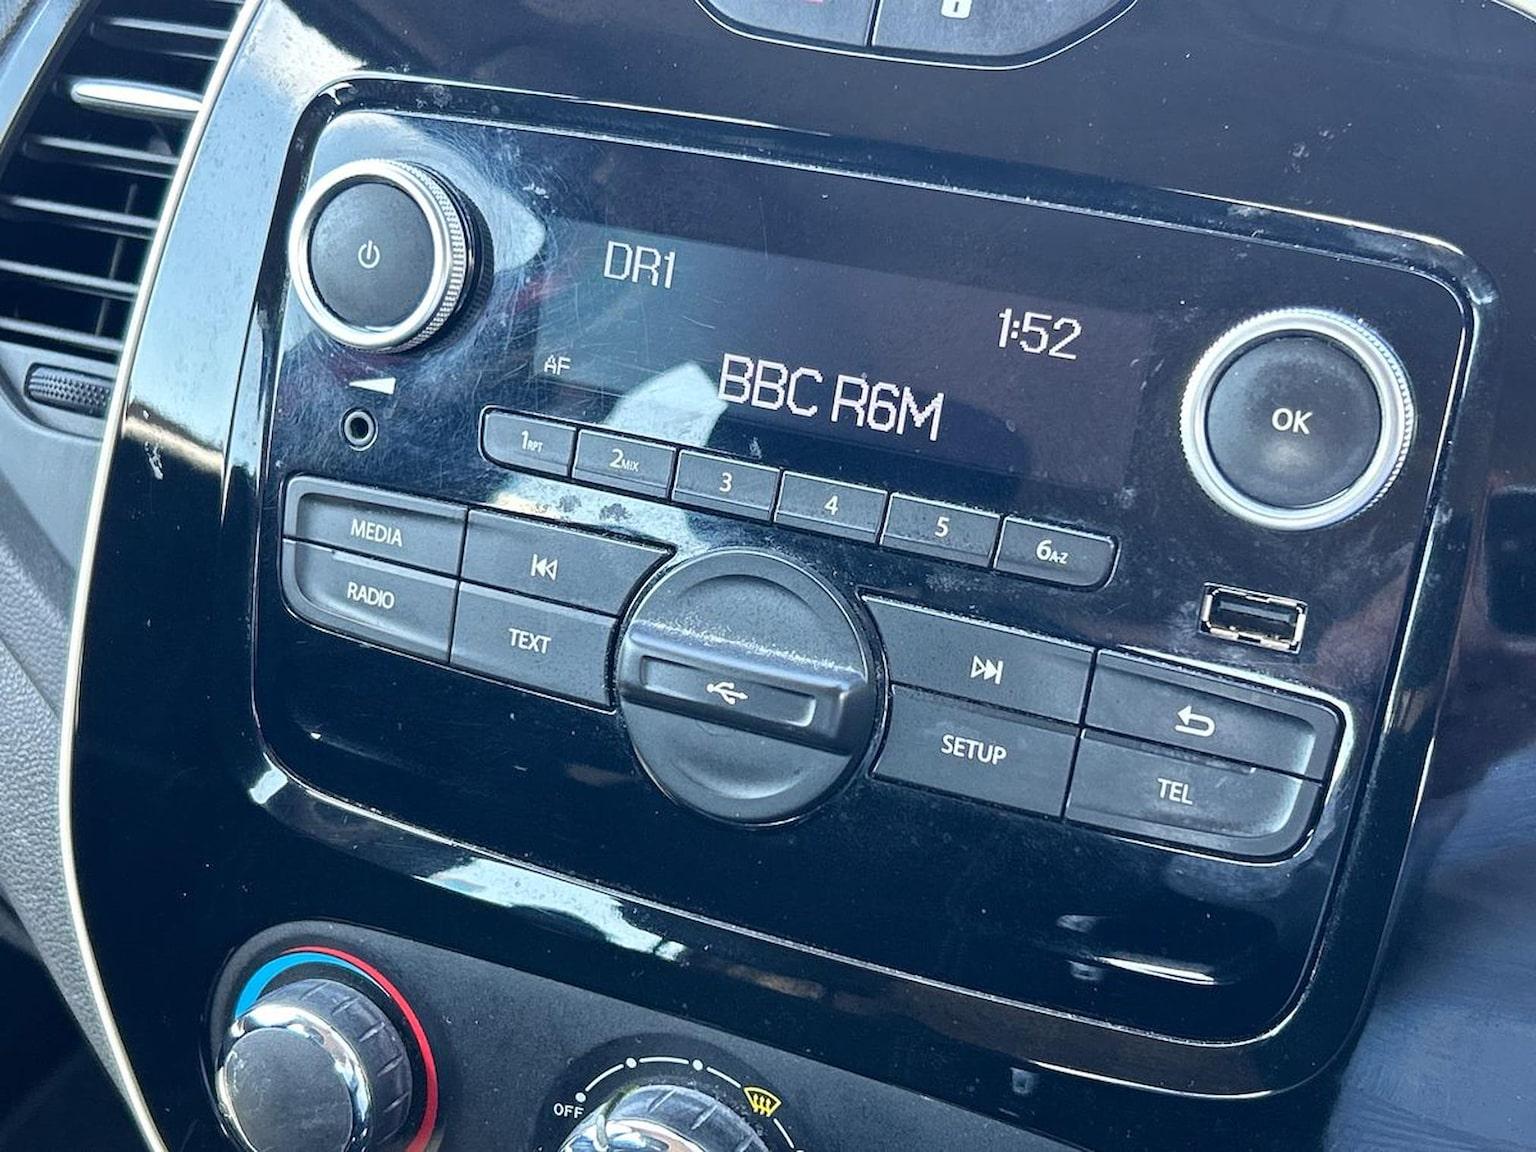 DR1
1:52
AF
BBC R6M
OK
1RPT
2MIX
3
4
5
6A-Z
MEDIA
RADIO
TEXT
SETUP
TEL
OFF